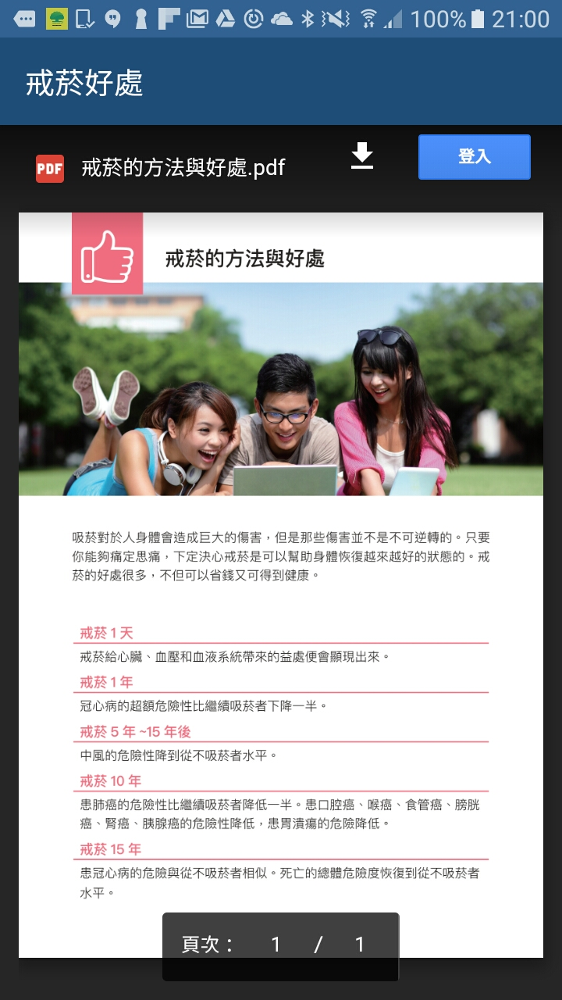 100% 21:00
戒菸好處
PDF 戒菸的方法與好處.pdf 登入
戒菸的方法與好處
吸菸對於人身體會造成巨大的傷害，但是那些傷害並不是不可逆轉的。只要
你能夠痛定思痛，下定決心戒菸是可以幫助身體恢復越來越好的狀態的。戒
菸的好處很多，不但可以省錢又可得到健康。
戒菸 1 天
戒菸給心臟、血壓和血液系統帶來的益處便會顯現出來。
戒菸 1 年
冠心病的超額危險性比繼續吸菸者下降一半。
戒菸 5 年 ~15 年後
中風的危險性降到從不吸菸者水平。
戒菸 10 年
患肺癌的危險性比繼續吸菸者降低一半。患口腔癌、喉癌、食管癌、膀胱
癌、腎癌、胰腺癌的危險性降低，患胃潰瘍的危險降低。
戒菸 15 年
患冠心病的危險與從不吸菸者相似。死亡的總體危險度恢復到從不吸菸者
水平。
頁次： 1 / 1